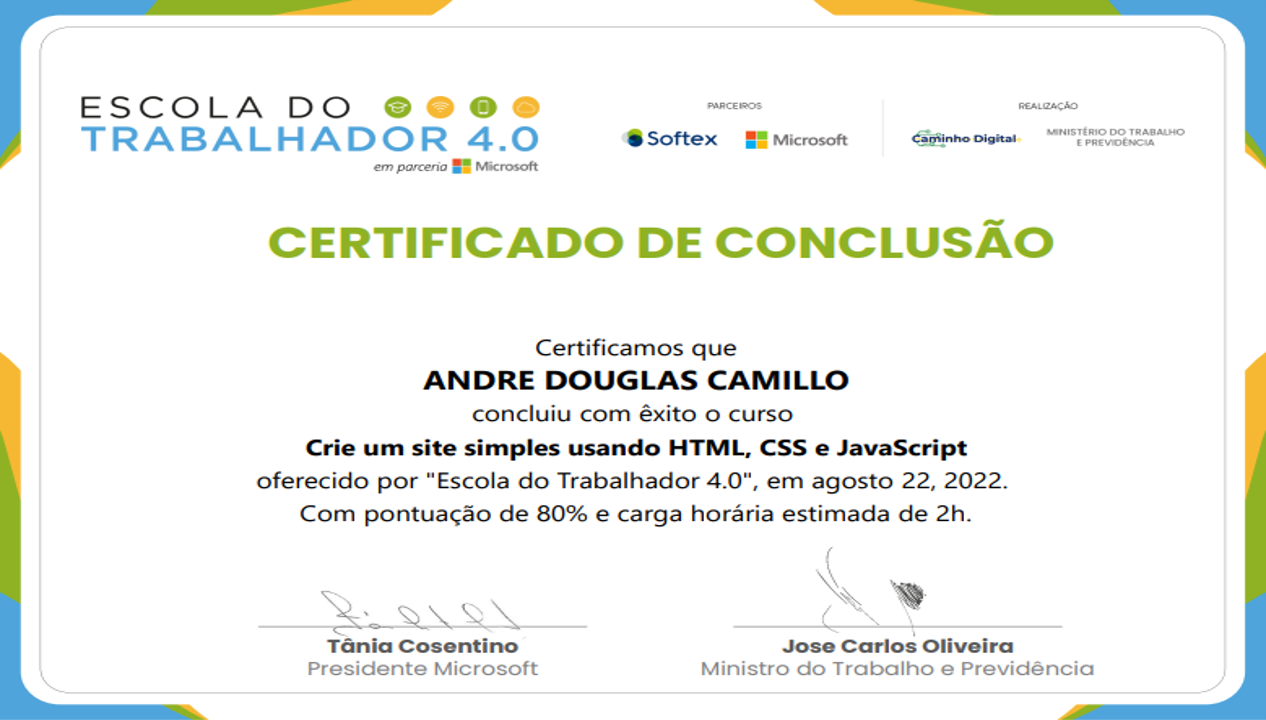 ESCOLA DO
TRABALHADOR 4.0
em parceria Microsoft
PARCEIROS
Softex Microsoft
REALIZAÇÃO
Caminho Digital
MINISTÉRIO DO TRABALHO
E PREVIDÊNCIA
CERTIFICADO DE CONCLUSÃO
Certificamos que
ANDRE DOUGLAS CAMILLO
concluiu com êxito o curso
Crie um site simples usando HTML, CSS e JavaScript
oferecido por "Escola do Trabalhador 4.0", em agosto 22, 2022.
Com pontuação de 80% e carga horária estimada de 2h.
Tânia Cosentino
Presidente Microsoft
Jose Carlos Oliveira
Ministro do Trabalho e Previdência